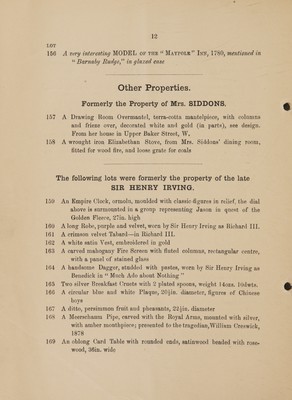 12
LOT
156 A very interesting MODEL OF THE "MAYPOLE" INN, 1780, mentioned in
"Barnaby Rudge," in glazed case
Other Properties.
Formerly the Property of Mrs. SIDDONS.
157 A Drawing Room Overmantel, terra-cotta mantelpiece, with columns
and frieze over, decorated white and gold (in parts), see design.
From her house in Upper Baker Street, W.
158 A wrought iron Elizabethan Stove, from Mrs. Siddons' dining room,
fitted for wood fire, and loose grate for coals
The following lots were formerly the property of the late
SIR HENRY IRVING.
159 An Empire Clock, ormolu, moulded with classic figures in relief, the dial
above is surmounted in a group representing Jason in quest of the
Golden Fleece, 27in. high
160 A long Robe, purple and velvet, worn by Sir Henry Irving as Richard III.
161 A crimson velvet Tabard—in Richard III.
162 A white satin Vest, embroidered in gold
163 A carved mahogany Fire Screen with fluted columns, rectangular centre,
with a panel of stained glass
164 A handsome Dagger, studded with pastes, worn by Sir Henry Irving as
Benedick in "Much Ado about Nothing"
165 Two silver Breakfast Cruets with 2 plated spoons, weight 14ozs. 10dwts.
166 A circular blue and white Plaque, 20½in. diameter, figures of Chinese
boys
167 A ditto, persimmon fruit and pheasants, 22½in. diameter
168 A Meerschaum Pipe, carved with the Royal Arms, mounted with silver,
with amber mouthpiece; presented to the tragedian, William Creswick,
1878
169 An oblong Card Table with rounded ends, satinwood beaded with rose-
wood, 36in. wide